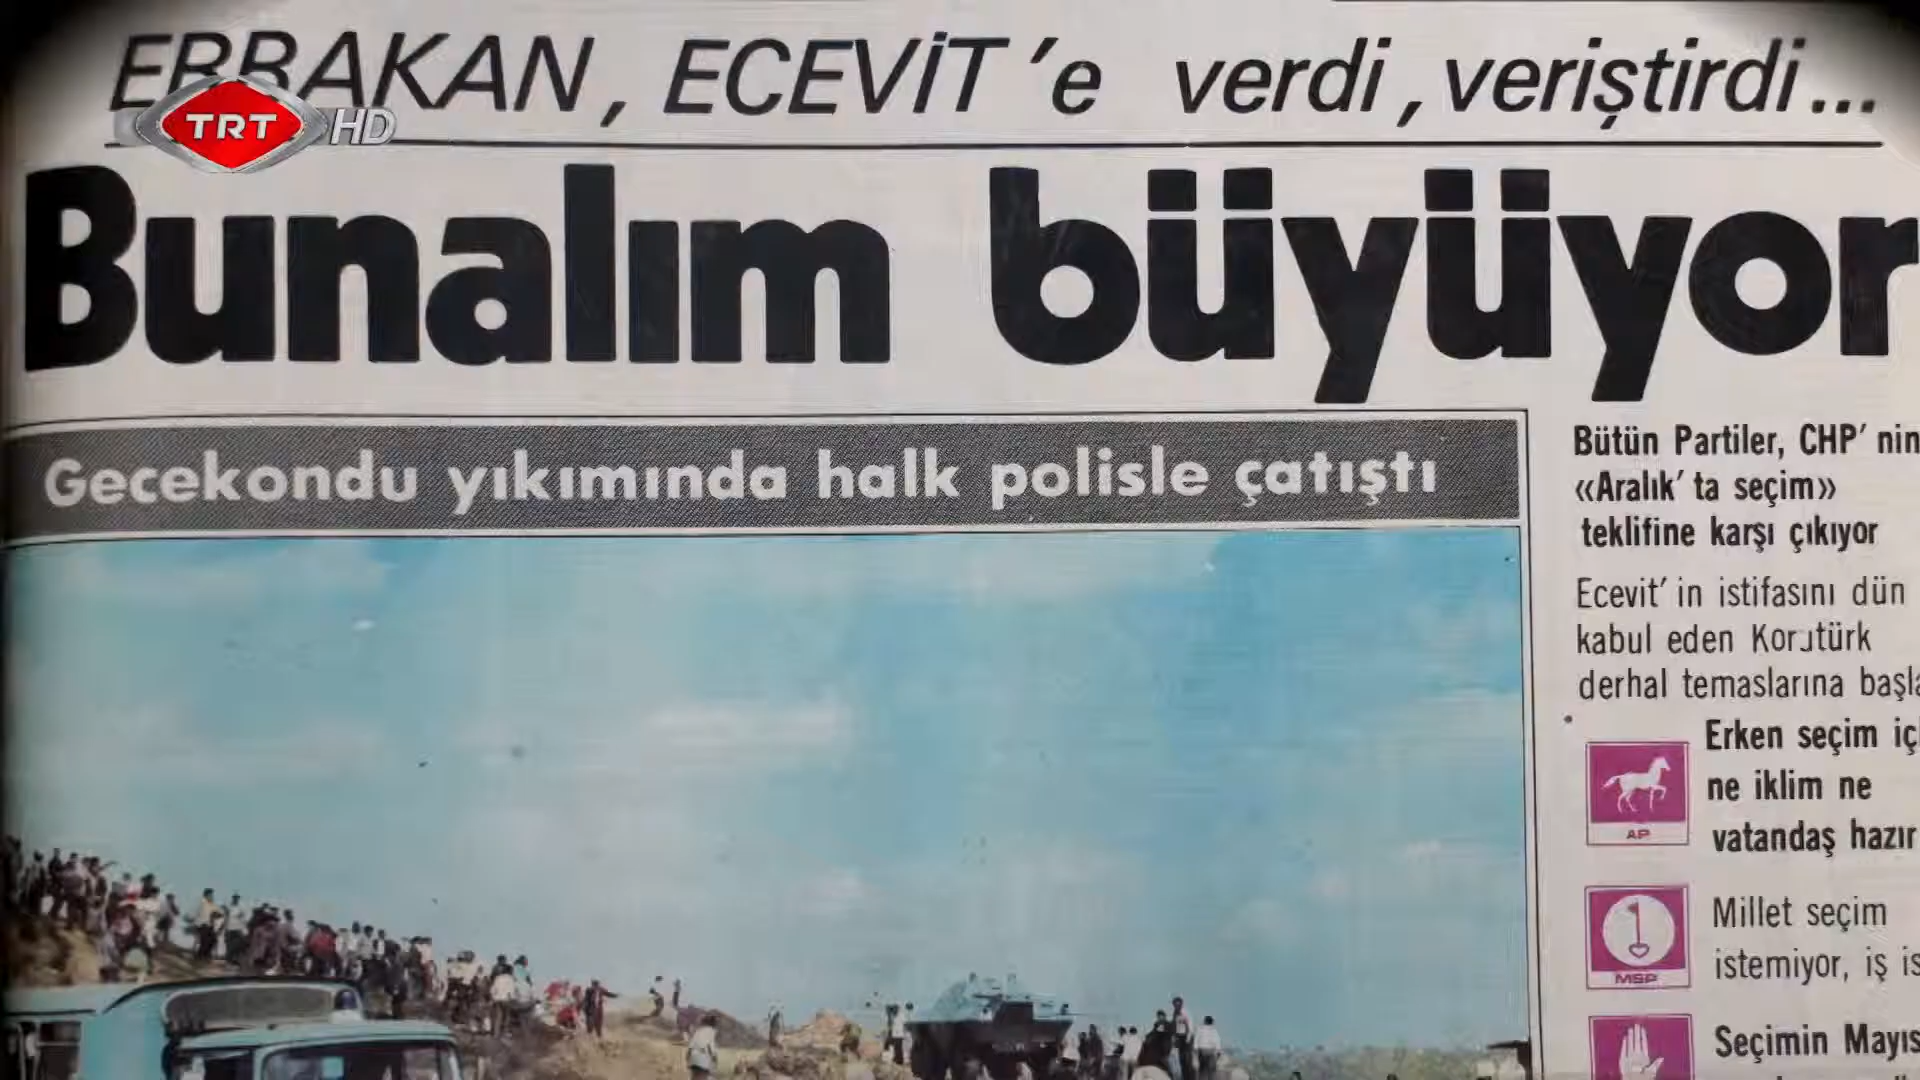 ERBAKAN, ECEVİT'e verdi, veriştirdi...
TRT HD
Bunalım büyüyor
Gecekondu yıkımında halk polisle çatıştı
Bütün Partiler, CHP'nin
«Aralık'ta seçim»
teklifine karşı çıkıyor
Ecevit'in istifasını dün
kabul eden Korutürk
derhal temaslarına
Erken seçim
ne iklim ne
vatandaş hazır
AP
Millet seçim
istemiyor, iş
MSP
Seçimin